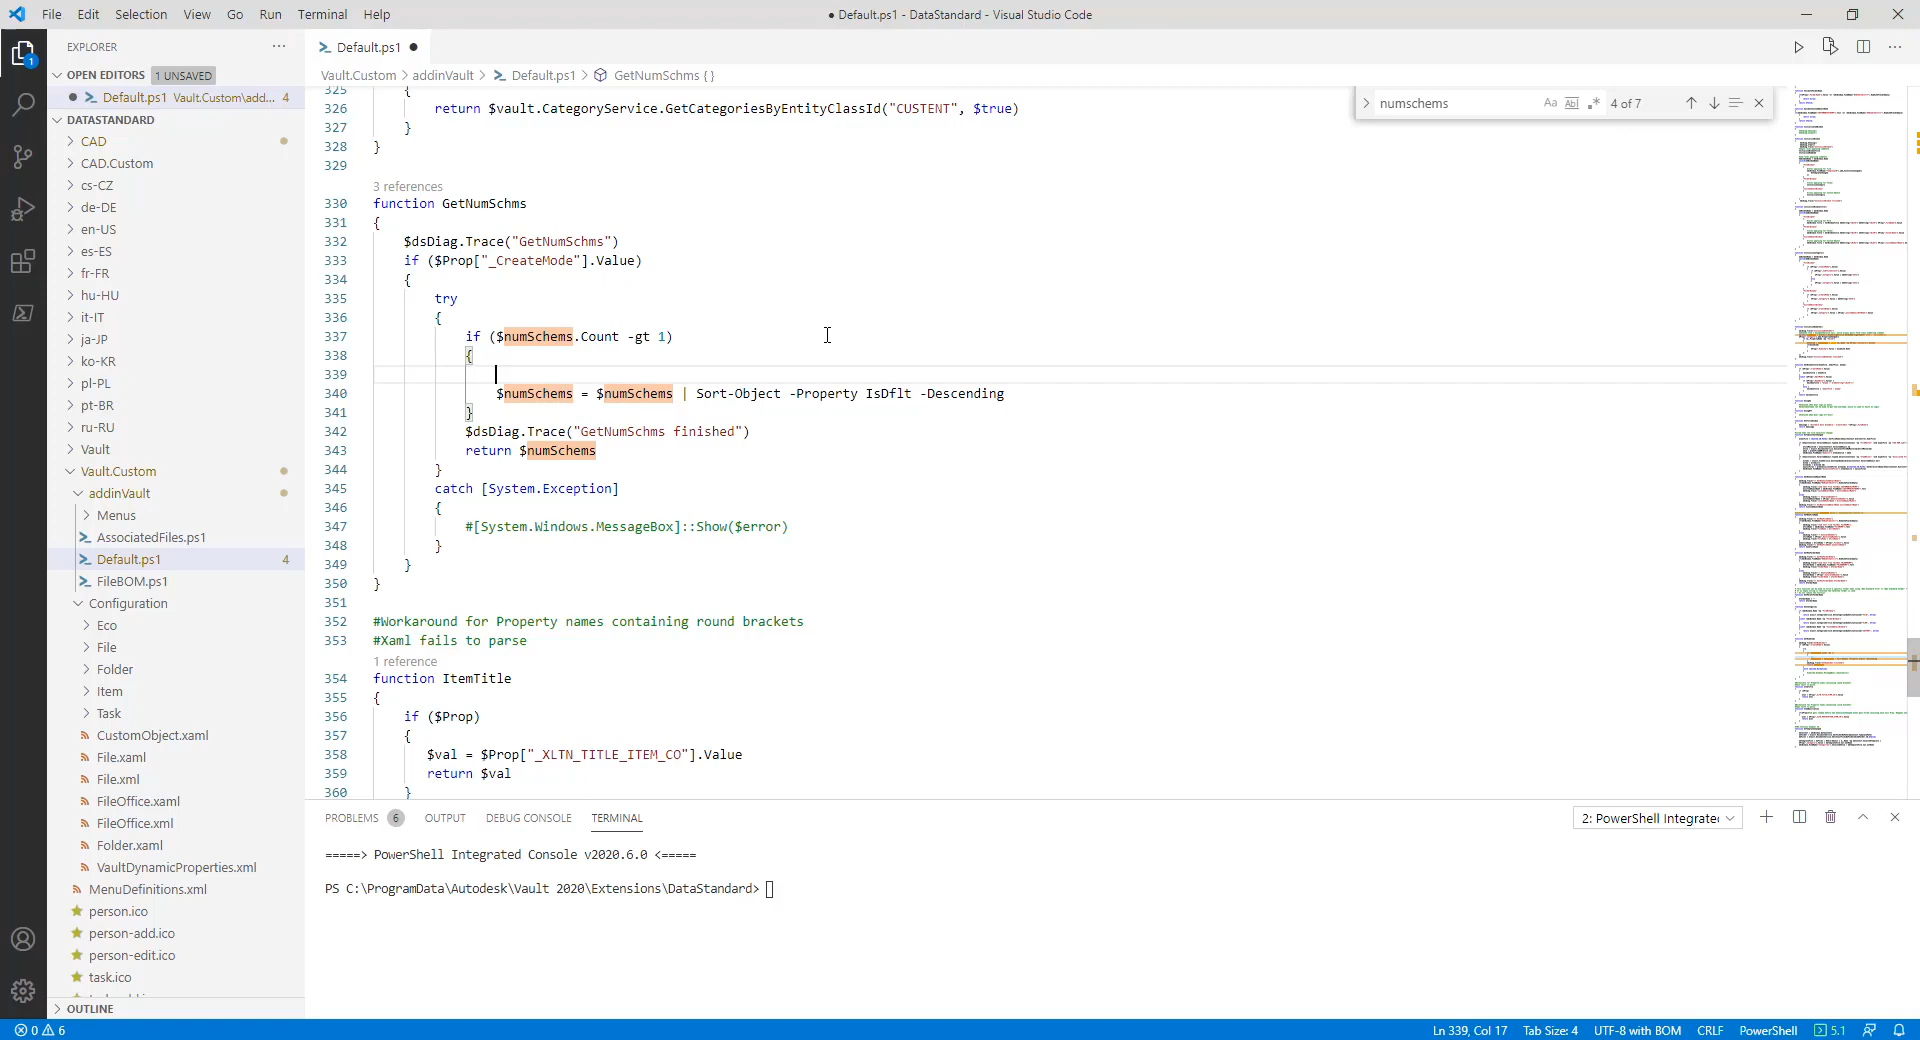 File Edit Selection View Go Run Terminal Help
● Default.ps1 - DataStandard - Visual Studio Code
EXPLORER
OPEN EDITORS 1 UNSAVED
Default.ps1 Vault.Custom\add... 4
DATASTANDARD
CAD
CAD.Custom
cs-CZ
de-DE
en-US
es-ES
fr-FR
hu-HU
it-IT
ja-JP
ko-KR
pl-PL
pt-BR
ru-RU
Vault
Vault.Custom
addinVault
Menus
AssociatedFiles.ps1
Default.ps1 4
FileBOM.ps1
Configuration
Eco
File
Folder
Item
Task
CustomObject.xaml
File.xaml
File.xml
FileOffice.xaml
FileOffice.xml
Folder.xaml
VaultDynamicProperties.xml
MenuDefinitions.xml
person.ico
person-add.ico
person-edit.ico
task.ico
OUTLINE
1
Default.ps1 ●
Vault.Custom > addinVault > Default.ps1 > GetNumSchms { }
numschems Aa Abl .* 4 of 7
325 {
326 return $vault.CategoryService.GetCategoriesByEntityClassId("CUSTENT", $true)
327 }
328 }
329
3 references
330 function GetNumSchms
331 {
332 $dsDiag.Trace("GetNumSchms")
333 if ($Prop["_CreateMode"].Value)
334 {
335 try
336 {
337 if ($numSchems.Count -gt 1)
338 {
339
340 $numSchems = $numSchems | Sort-Object -Property IsDflt -Descending
341 }
342 $dsDiag.Trace("GetNumSchms finished")
343 return $numSchems
344 }
345 catch [System.Exception]
346 {
347 #[System.Windows.MessageBox]::Show($error)
348 }
349 }
350 }
351
352 #Workaround for Property names containing round brackets
353 #Xaml fails to parse
1 reference
354 function ItemTitle
355 {
356 if ($Prop)
357 {
358 $val = $Prop["_XLTN_TITLE_ITEM_CO"].Value
359 return $val
360 }
PROBLEMS 6 OUTPUT DEBUG CONSOLE TERMINAL
2: PowerShell Integrated
=====> PowerShell Integrated Console v2020.6.0 <=====
PS C:\ProgramData\Autodesk\Vault 2020\Extensions\DataStandard>
0 6
Ln 339, Col 17 Tab Size: 4 UTF-8 with BOM CRLF PowerShell 5.1